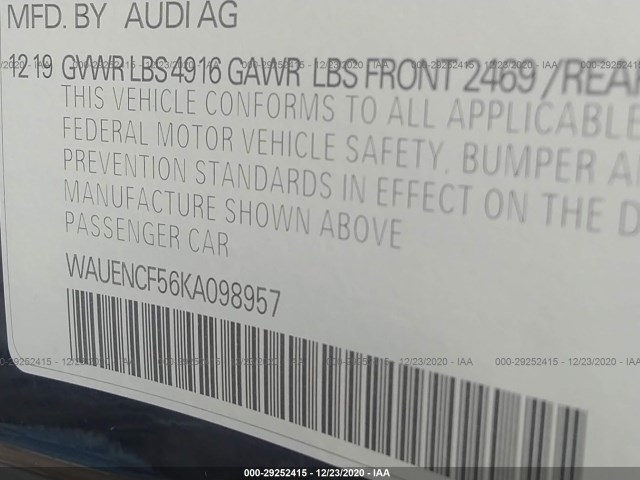 MFD. BY AUDI AG
12 19 GVWR LBS 4916 GAWR LBS FRONT 2469 /REAR
THIS VEHICLE CONFORMS TO ALL APPLICABLE
FEDERAL MOTOR VEHICLE SAFETY, BUMPER A
PREVENTION STANDARDS IN EFFECT ON THE D
MANUFACTURE SHOWN ABOVE
PASSENGER CAR
WAUENCF56KA098957
000-29252415 - 12/23/2020 - IAA